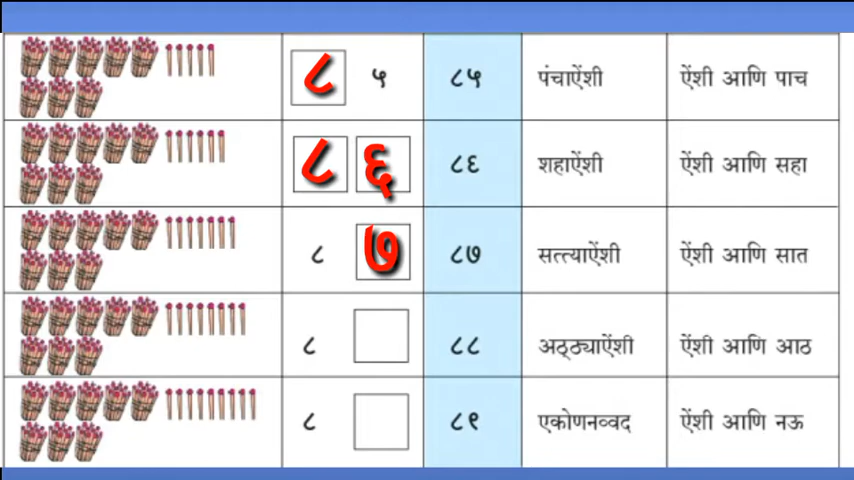 ८ ५ ८५ पंचाऐंशी ऐंशी आणि पाच
८ ६ ८६ शहाऐंशी ऐंशी आणि सहा
८ ७ ८७ सत्त्याऐंशी ऐंशी आणि सात
८ ८८ अठ्ठ्याऐंशी ऐंशी आणि आठ
८ ८९ एकोणनव्वद ऐंशी आणि नऊ